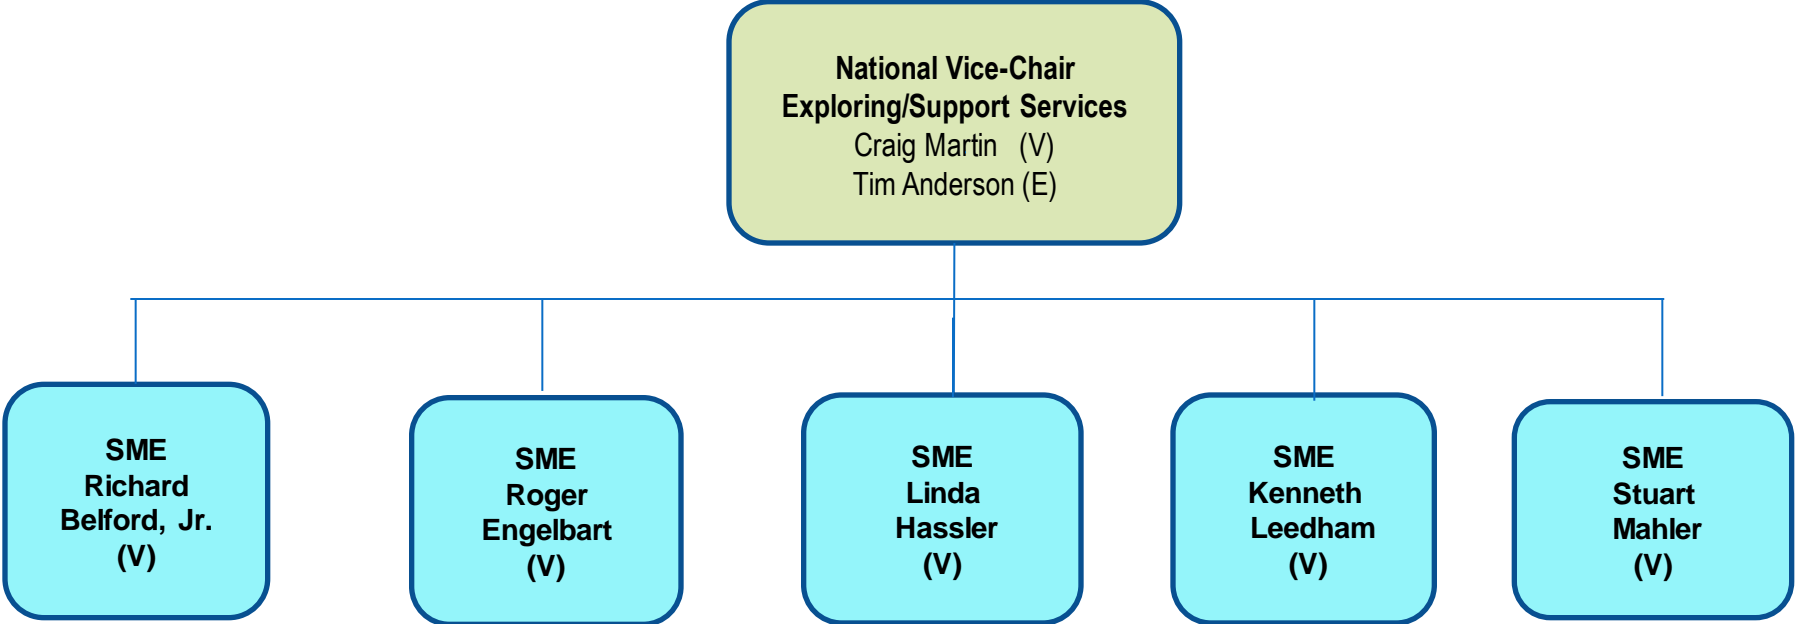 National Vice-Chair
Exploring/Support Services
Craig Martin (V)
Tim Anderson (E)
SME
Richard
Belford, Jr.
(V)
SME
Roger
Engelbart
(V)
SME
Linda
Hassler
(V)
SME
Kenneth
Leedham
(V)
SME
Stuart
Mahler
(V)